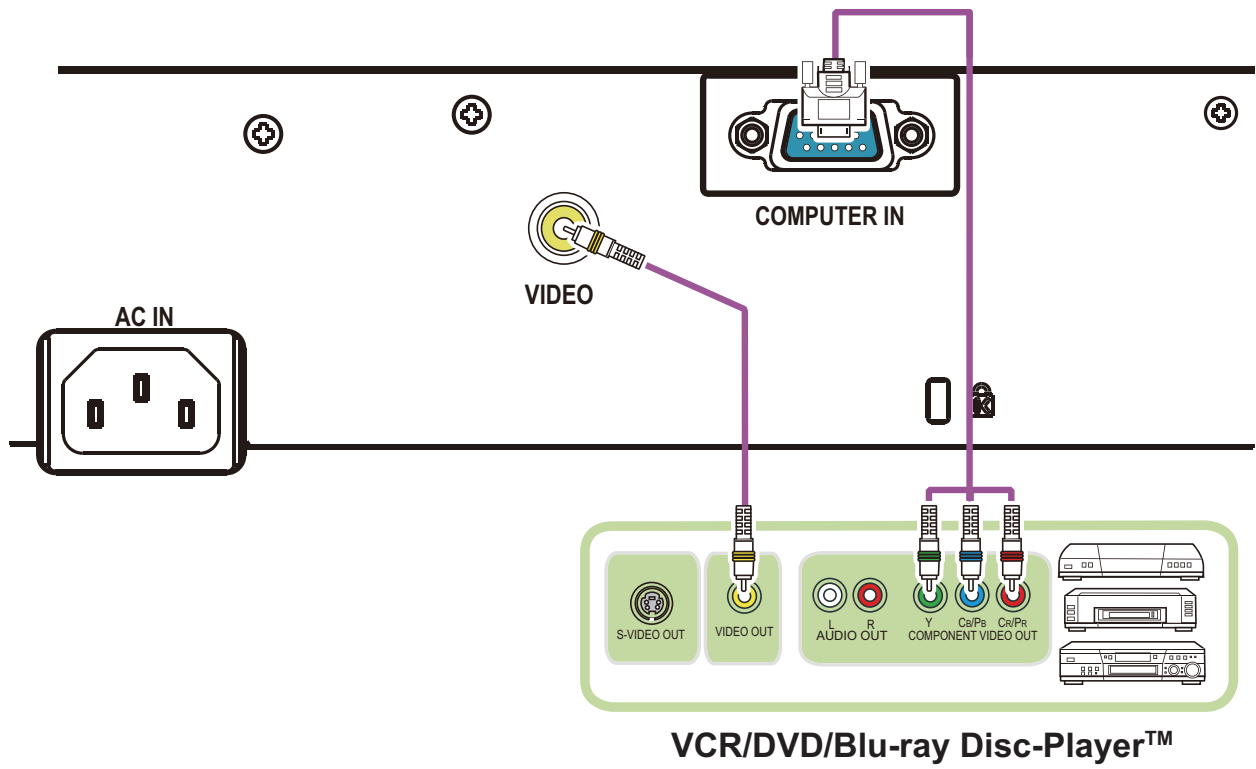 COMPUTER IN
VIDEO
AC IN
K
S-VIDEO OUT
VIDEO OUT
L R
AUDIO OUT
Y CB/PB CR/PR
COMPONENT VIDEO OUT
VCR/DVD/Blu-ray Disc-Player™